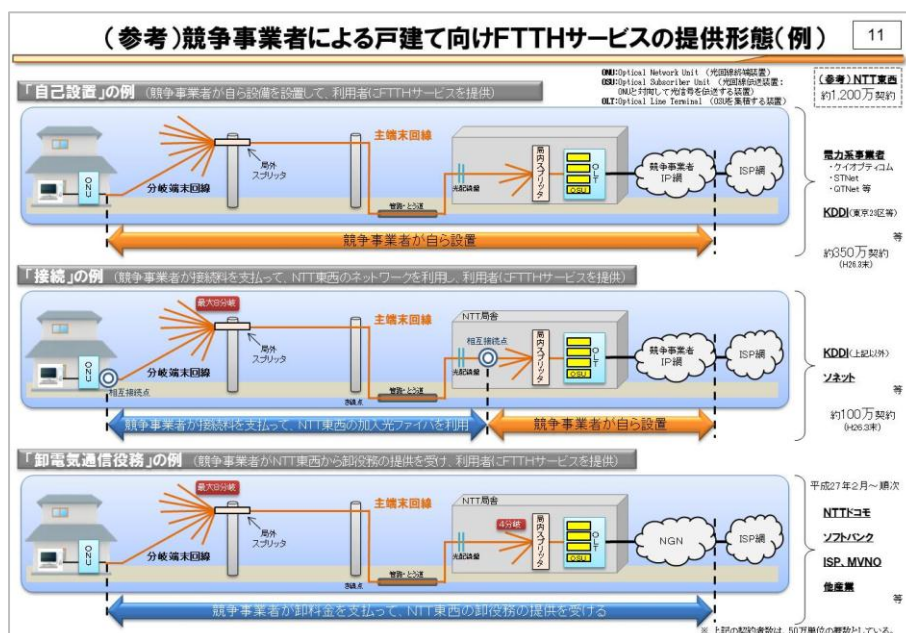 (参考)競争事業者による戸建て向けFTTHサービスの提供形態(例)
11
ONU:Optical Network Unit (光回線終端装置)
OSU:Optical Subscriber Unit (光回線伝送装置:
ONUと対向して光信号を伝送する装置)
OLT:Optical Line Terminal (OSUを集積する装置)
(参考)NTT東西
約1,200万契約
「自己設置」の例 (競争事業者が自ら設備を設置して、利用者にFTTHサービスを提供)
主端末回線
局外
スプリッタ
ONU
分岐端末回線
管路・とう道
光配線盤
局内スプリッタ
OLT
OSU
競争事業者
IP網
ISP網
競争事業者が自ら設置
電力系事業者
・ケイオプティコム
・STNet
・QTNet 等
KDDI(東京23区等)
等
約350万契約
(H26.3末)
「接続」の例 (競争事業者が接続料を支払って、NTT東西のネットワークを利用し、利用者にFTTHサービスを提供)
最大8分岐
主端末回線
NTT局舎
相互接続点
局外
スプリッタ
ONU
相互接続点
分岐端末回線
管路・とう道
光配線盤
局内スプリッタ
OLT
OSU
競争事業者
IP網
ISP網
競争事業者が接続料を支払って、NTT東西の加入光ファイバを利用
競争事業者が自ら設置
KDDI(上記以外)
ソネット
等
約100万契約
(H26.3末)
「卸電気通信役務」の例 (競争事業者がNTT東西から卸役務の提供を受け、利用者にFTTHサービスを提供)
最大8分岐
主端末回線
NTT局舎
4分岐
局外
スプリッタ
ONU
分岐端末回線
管路・とう道
光配線盤
局内スプリッタ
OLT
OSU
NGN
ISP網
競争事業者が卸料金を支払って、NTT東西の卸役務の提供を受ける
平成27年2月～順次
NTTドコモ
ソフトバンク
ISP、MVNO
他産業
等
※ 上記の契約者数は、50万単位の概数としている。